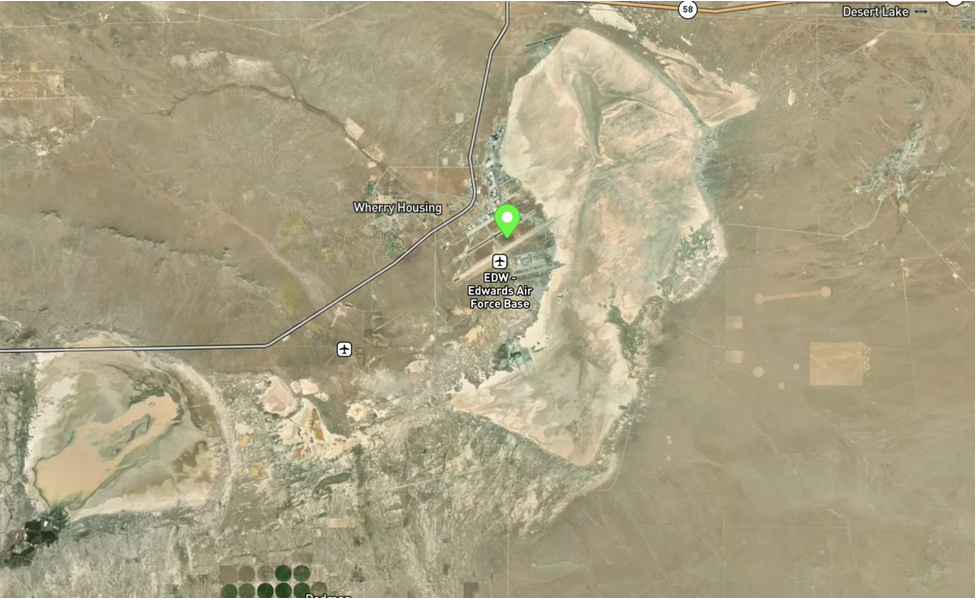 58
Desert Lake
Wherry Housing
EDW -
Edwards Air
Force Base